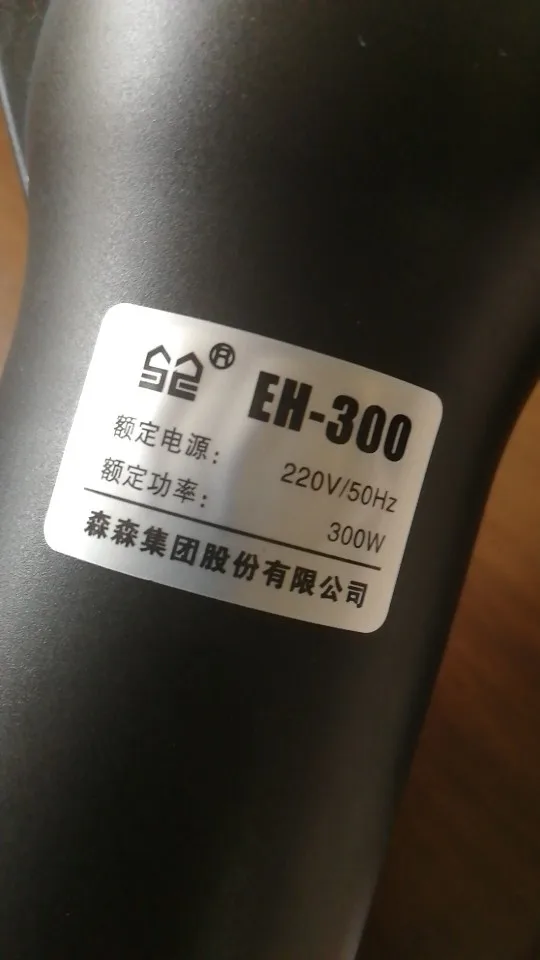 ® EH-300
额定电源: 220V/50Hz
额定功率: 300W
森森集团股份有限公司